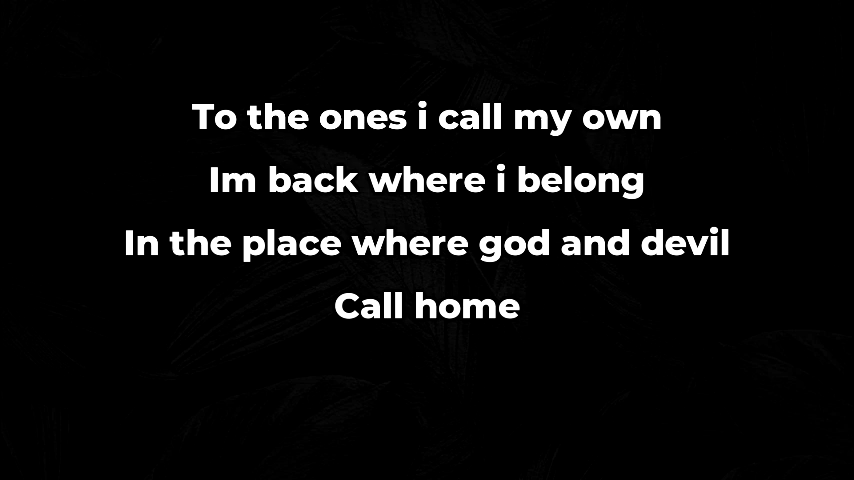 To the ones i call my own
Im back where i belong
In the place where god and devil
Call home